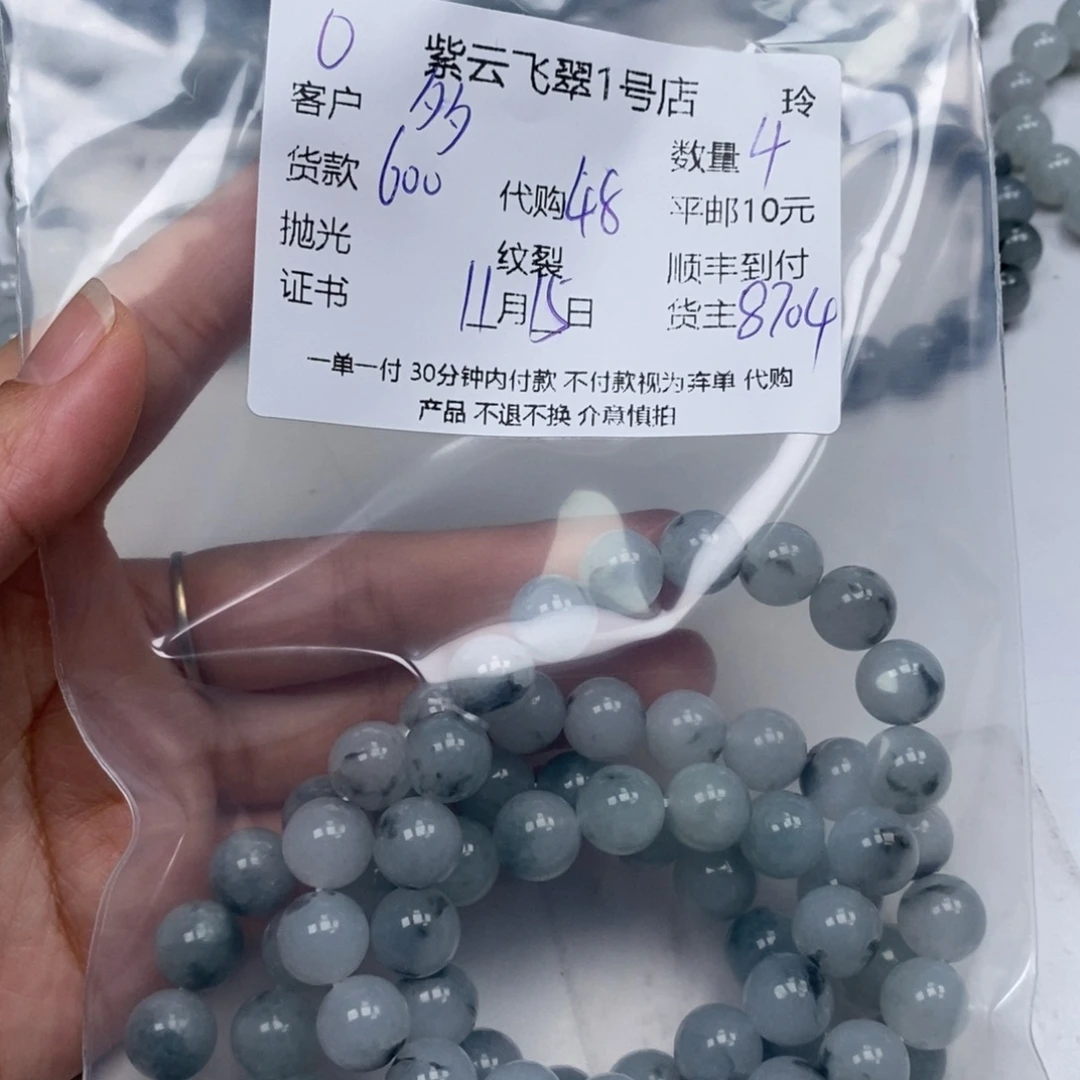 0
紫云飞翠1号店 玲
客户 多 数量 4
货款 600 代购 48 平邮10元
抛光 纹裂 顺丰到付
证书 11月15日 货主 8704
一单一付 30分钟内付款 不付款视为弃单 代购
产品 不退不换 介意慎拍